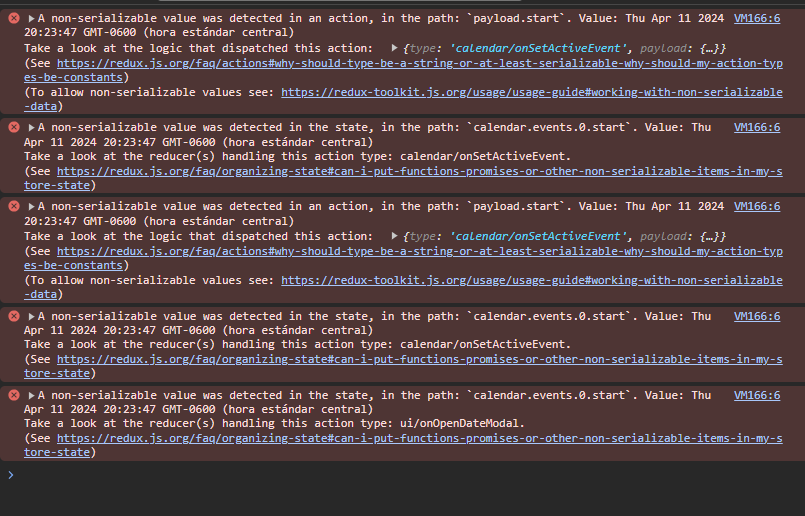 A non-serializable value was detected in an action, in the path: `payload.start`. Value: Thu Apr 11 2024 VM166:6
20:23:47 GMT-0600 (hora estándar central)
Take a look at the logic that dispatched this action: {type: 'calendar/onSetActiveEvent', payload: {…}}
(See https://redux.js.org/faq/actions#why-should-type-be-a-string-or-at-least-serializable-why-should-my-action-typ
es-be-constants)
(To allow non-serializable values see: https://redux-toolkit.js.org/usage/usage-guide#working-with-non-serializable
-data)
A non-serializable value was detected in the state, in the path: `calendar.events.0.start`. Value: Thu VM166:6
Apr 11 2024 20:23:47 GMT-0600 (hora estándar central)
Take a look at the reducer(s) handling this action type: calendar/onSetActiveEvent.
(See https://redux.js.org/faq/organizing-state#can-i-put-functions-promises-or-other-non-serializable-items-in-my-s
tore-state)
A non-serializable value was detected in an action, in the path: `payload.start`. Value: Thu Apr 11 2024 VM166:6
20:23:47 GMT-0600 (hora estándar central)
Take a look at the logic that dispatched this action: {type: 'calendar/onSetActiveEvent', payload: {…}}
(See https://redux.js.org/faq/actions#why-should-type-be-a-string-or-at-least-serializable-why-should-my-action-typ
es-be-constants)
(To allow non-serializable values see: https://redux-toolkit.js.org/usage/usage-guide#working-with-non-serializable
-data)
A non-serializable value was detected in the state, in the path: `calendar.events.0.start`. Value: Thu VM166:6
Apr 11 2024 20:23:47 GMT-0600 (hora estándar central)
Take a look at the reducer(s) handling this action type: calendar/onSetActiveEvent.
(See https://redux.js.org/faq/organizing-state#can-i-put-functions-promises-or-other-non-serializable-items-in-my-s
tore-state)
A non-serializable value was detected in the state, in the path: `calendar.events.0.start`. Value: Thu VM166:6
Apr 11 2024 20:23:47 GMT-0600 (hora estándar central)
Take a look at the reducer(s) handling this action type: ui/onOpenDateModal.
(See https://redux.js.org/faq/organizing-state#can-i-put-functions-promises-or-other-non-serializable-items-in-my-s
tore-state)